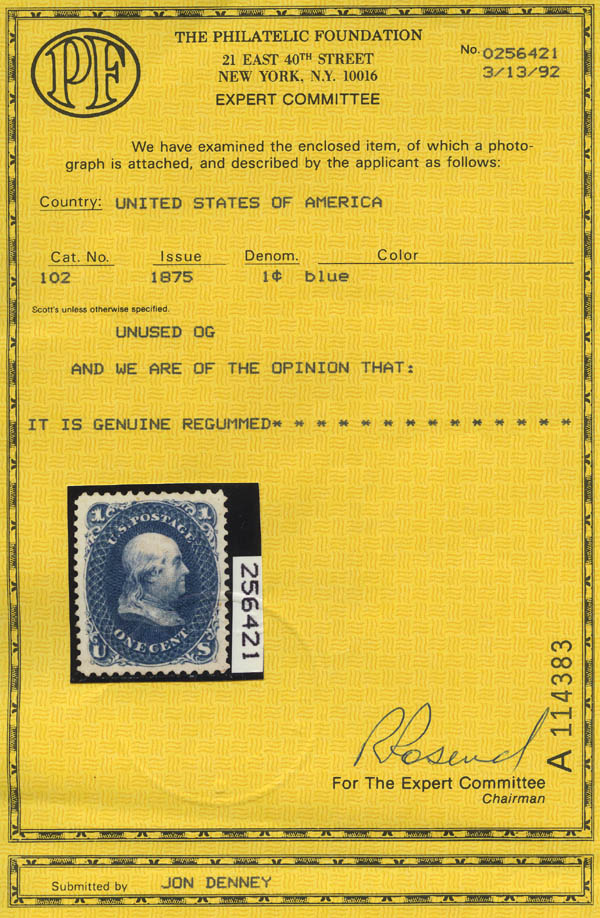 PF
THE PHILATELIC FOUNDATION
21 EAST 40TH STREET
NEW YORK, N.Y. 10016
EXPERT COMMITTEE
No. 0256421
3/13/92
We have examined the enclosed item, of which a photo-
graph is attached, and described by the applicant as follows:
Country: UNITED STATES OF AMERICA
Cat. No. Issue Denom. Color
102 1875 1¢ blue
Scott's unless otherwise specified.
UNUSED OG
AND WE ARE OF THE OPINION THAT:
IT IS GENUINE REGUMMED* * * * * * * * * * * * * *
1 U.S. POSTAGE 1
ONE CENT
U S
256421
A 114383
For The Expert Committee
Chairman
Submitted by JON DENNEY